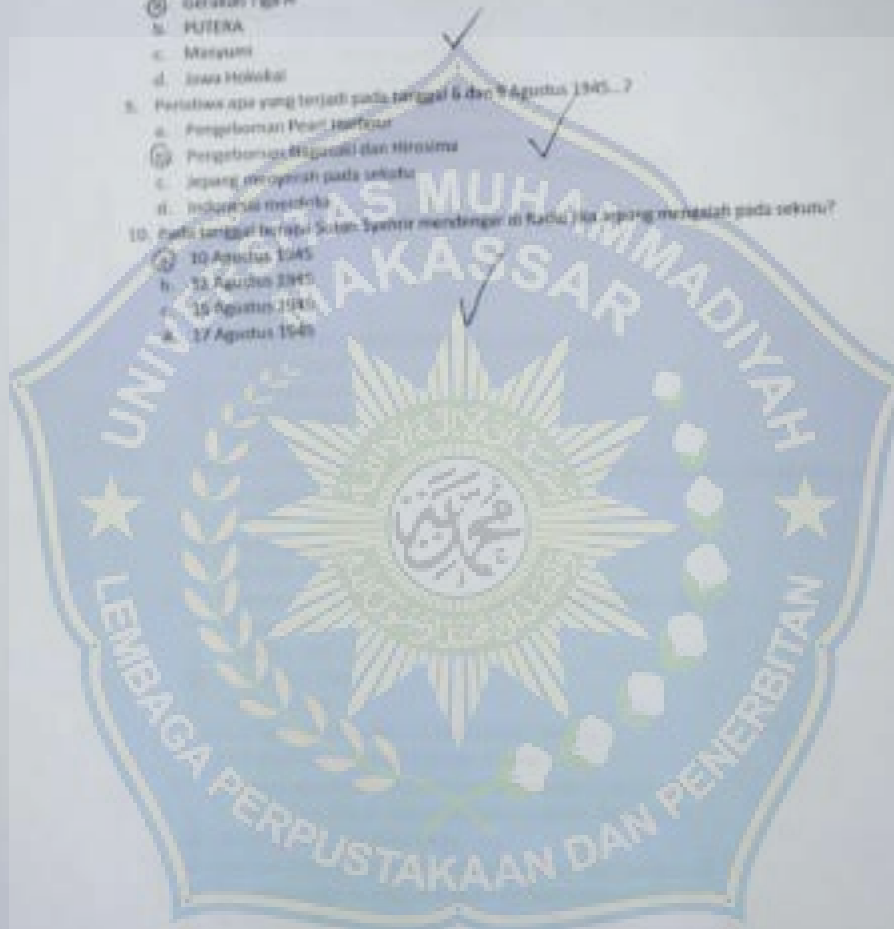 a. Gerakan Tiga A
b. PUTERA
c. Masyumi
d. Jawa Hokokai
9. Peristiwa apa yang terjadi pada tanggal 6 dan 9 Agustus 1945...?
a. Pengeboman Pearl Harbour
b. Pengeboman Nagasaki dan Hirosima
c. Jepang menyerah pada sekutu
d. Indonesia merdeka
10. Pada tanggal berapa Sutan Syahrir mendengar di Radio jika Jepang mengalah pada sekutu?
a. 10 Agustus 1945
b. Agustus 1945
c. 15 Agustus 1945
17 Agustus 1945
UNIVERSITAS MUHAMMADIYAH
MAKASSAR
LEMBAGA PERPUSTAKAAN DAN PENERBITAN